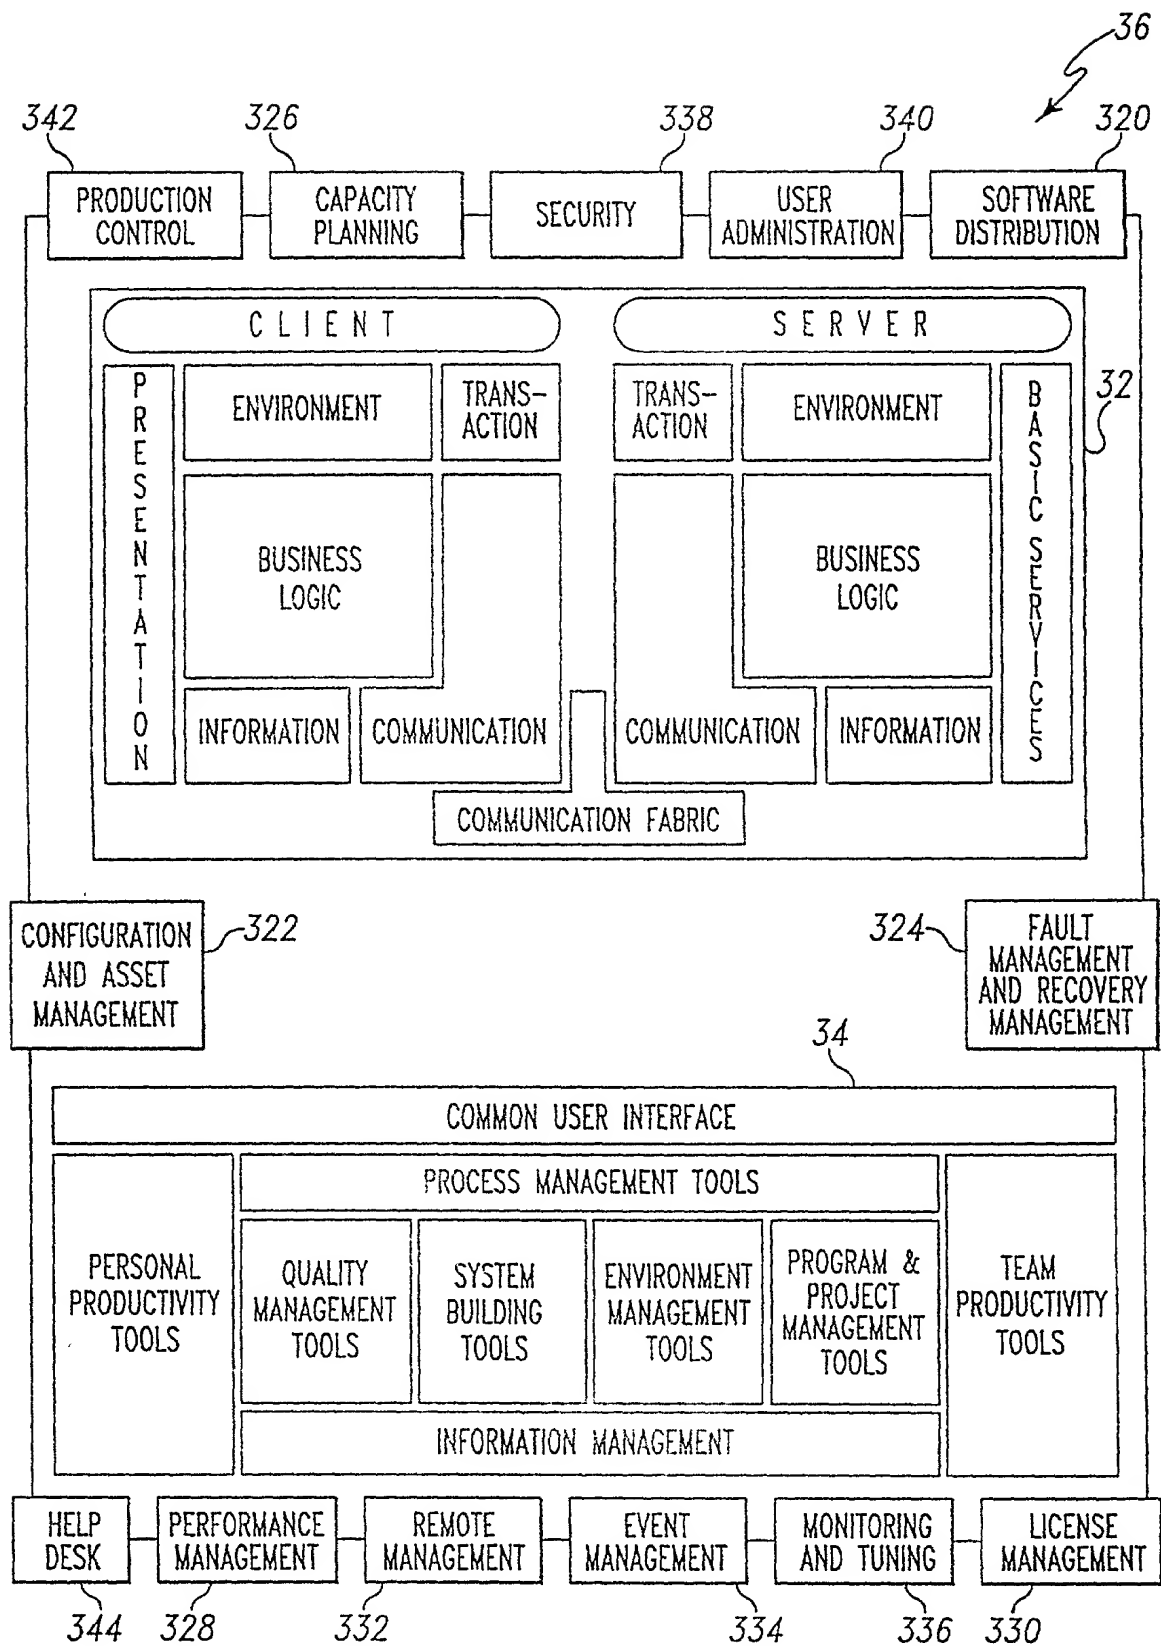 36
342
326
338
340
320
PRODUCTION
CONTROL
CAPACITY
PLANNING
SECURITY
USER
ADMINISTRATION
SOFTWARE
DISTRIBUTION
CLIENT
SERVER
32
PRESENTATION
ENVIRONMENT
TRANS-
ACTION
TRANS-
ACTION
ENVIRONMENT
BASIC SERVICES
BUSINESS
LOGIC
BUSINESS
LOGIC
INFORMATION
COMMUNICATION
COMMUNICATION
INFORMATION
COMMUNICATION FABRIC
CONFIGURATION
AND ASSET
MANAGEMENT
322
324
FAULT
MANAGEMENT
AND RECOVERY
MANAGEMENT
34
COMMON USER INTERFACE
PROCESS MANAGEMENT TOOLS
PERSONAL
PRODUCTIVITY
TOOLS
QUALITY
MANAGEMENT
TOOLS
SYSTEM
BUILDING
TOOLS
ENVIRONMENT
MANAGEMENT
TOOLS
PROGRAM &
PROJECT
MANAGEMENT
TOOLS
TEAM
PRODUCTIVITY
TOOLS
INFORMATION MANAGEMENT
HELP
DESK
PERFORMANCE
MANAGEMENT
REMOTE
MANAGEMENT
EVENT
MANAGEMENT
MONITORING
AND TUNING
LICENSE
MANAGEMENT
344
328
332
334
336
330